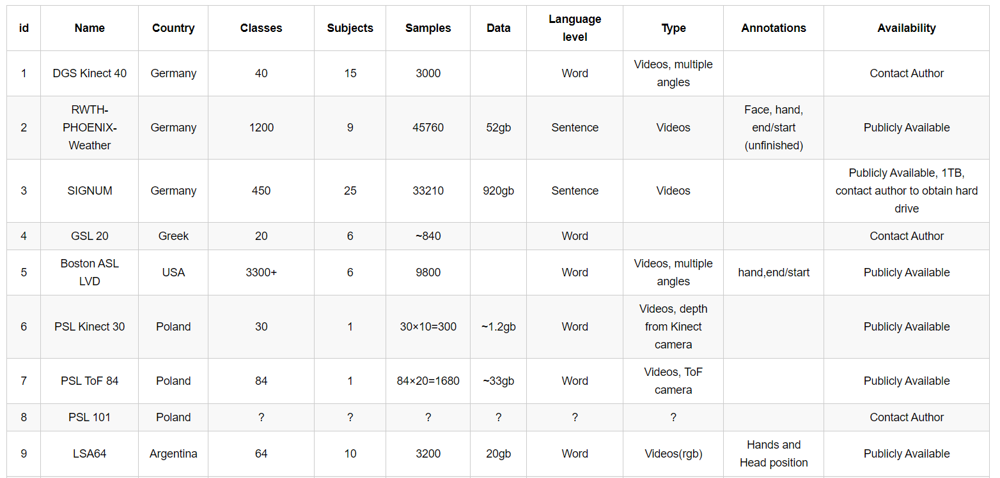 id Name Country Classes Subjects Samples Data Language level Type Annotations Availability
1 DGS Kinect 40 Germany 40 15 3000 Word Videos, multiple angles Contact Author
2 RWTH-PHOENIX-Weather Germany 1200 9 45760 52gb Sentence Videos Face, hand, end/start (unfinished) Publicly Available
3 SIGNUM Germany 450 25 33210 920gb Sentence Videos Publicly Available, 1TB, contact author to obtain hard drive
4 GSL 20 Greek 20 6 ~840 Word Contact Author
5 Boston ASL LVD USA 3300+ 6 9800 Word Videos, multiple angles hand,end/start Publicly Available
6 PSL Kinect 30 Poland 30 1 30×10=300 ~1.2gb Word Videos, depth from Kinect camera Publicly Available
7 PSL ToF 84 Poland 84 1 84×20=1680 ~33gb Word Videos, ToF camera Publicly Available
8 PSL 101 Poland ? ? ? ? ? ? Contact Author
9 LSA64 Argentina 64 10 3200 20gb Word Videos(rgb) Hands and Head position Publicly Available